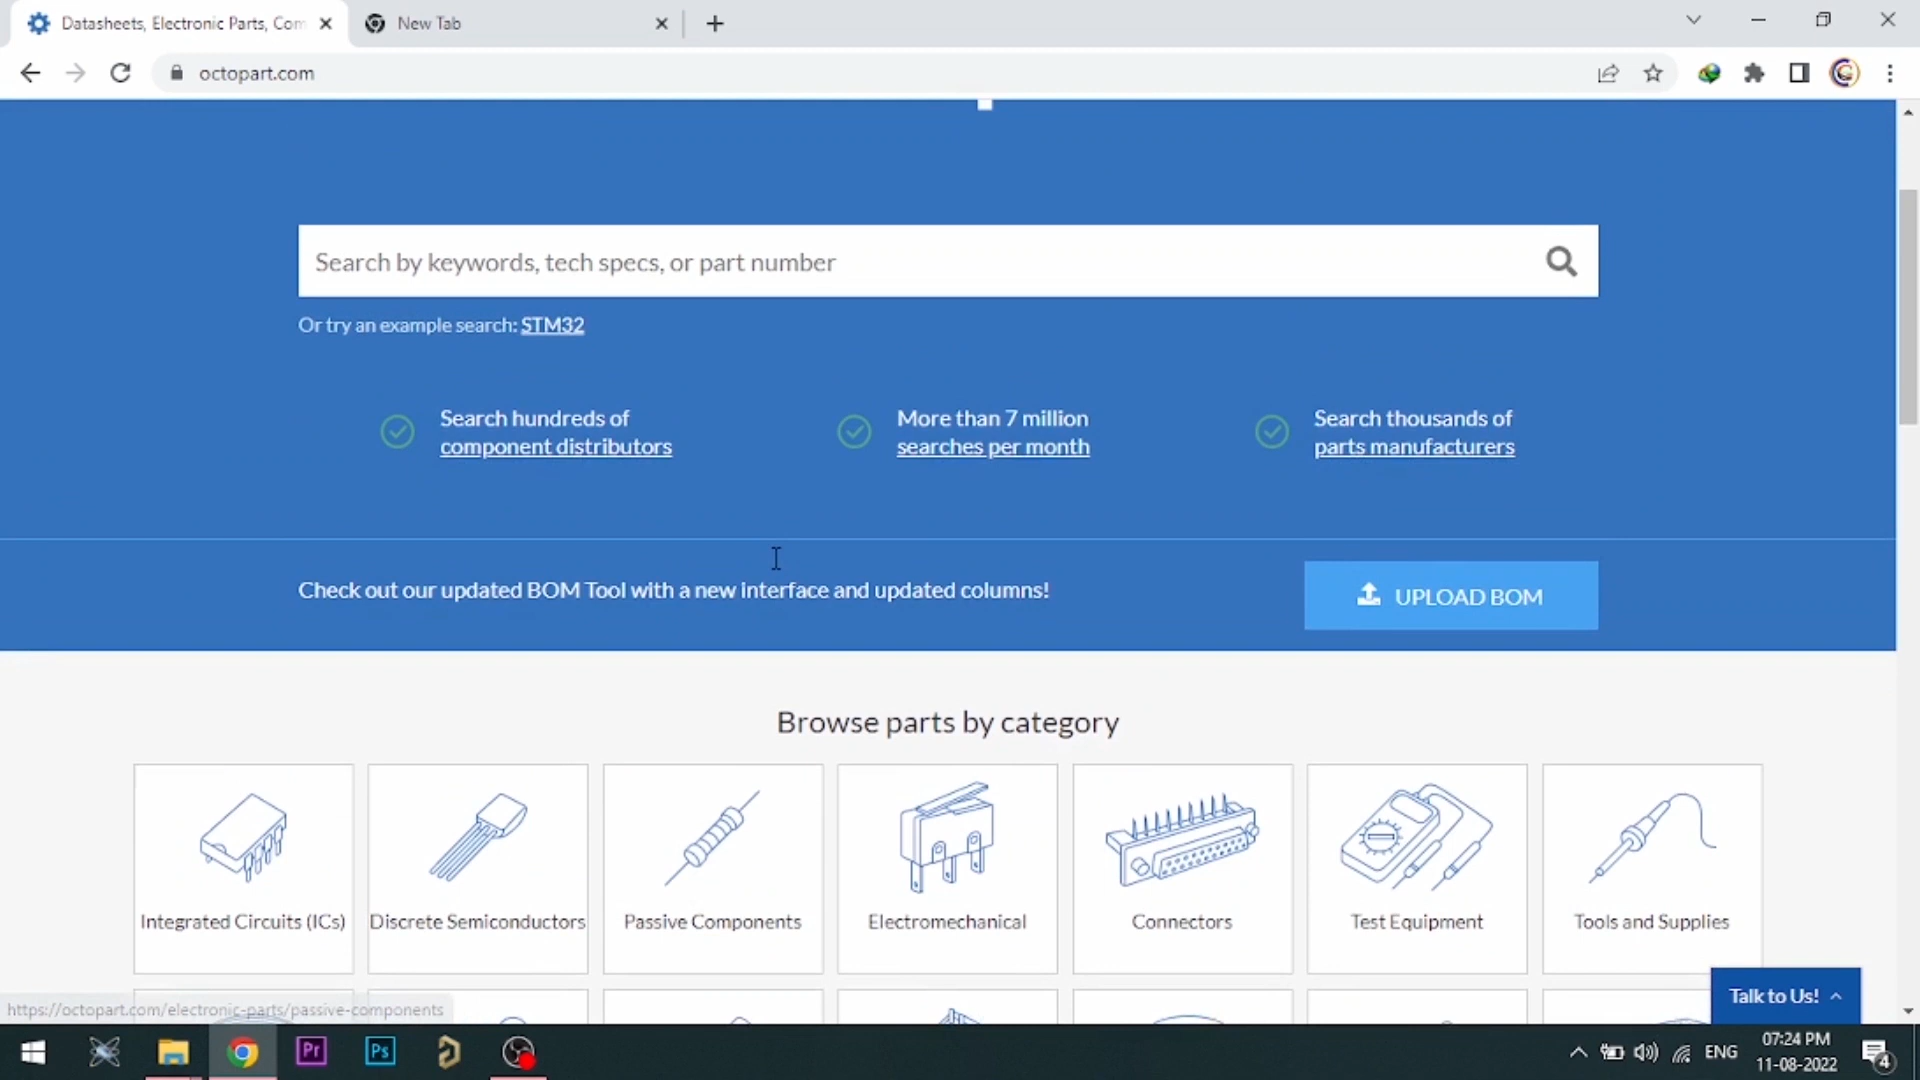 Datasheets, Electronic Parts, Com
New Tab
octopart.com
Search by keywords, tech specs, or part number
Or try an example search: STM32
Search hundreds of
component distributors
More than 7 million
searches per month
Search thousands of
parts manufacturers
Check out our updated BOM Tool with a new interface and updated columns!
UPLOAD BOM
Browse parts by category
Integrated Circuits (ICs)
Discrete Semiconductors
Passive Components
Electromechanical
Connectors
Test Equipment
Tools and Supplies
Talk to Us!
https://octopart.com/electronic-parts/passive-components
Pr
Ps
ENG
07:24 PM
11-08-2022
4